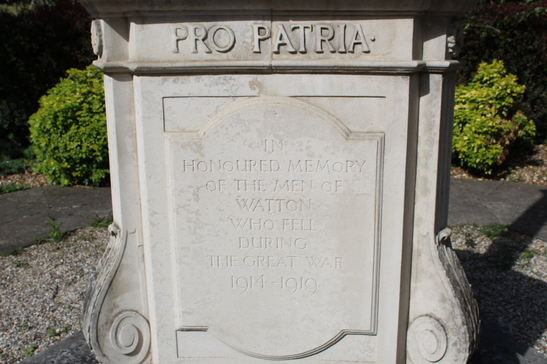 PRO PATRIA.
IN
HONOURED MEMORY
OF THE MEN OF
WATTON
WHO FELL
DURING
THE GREAT WAR
1914-1919